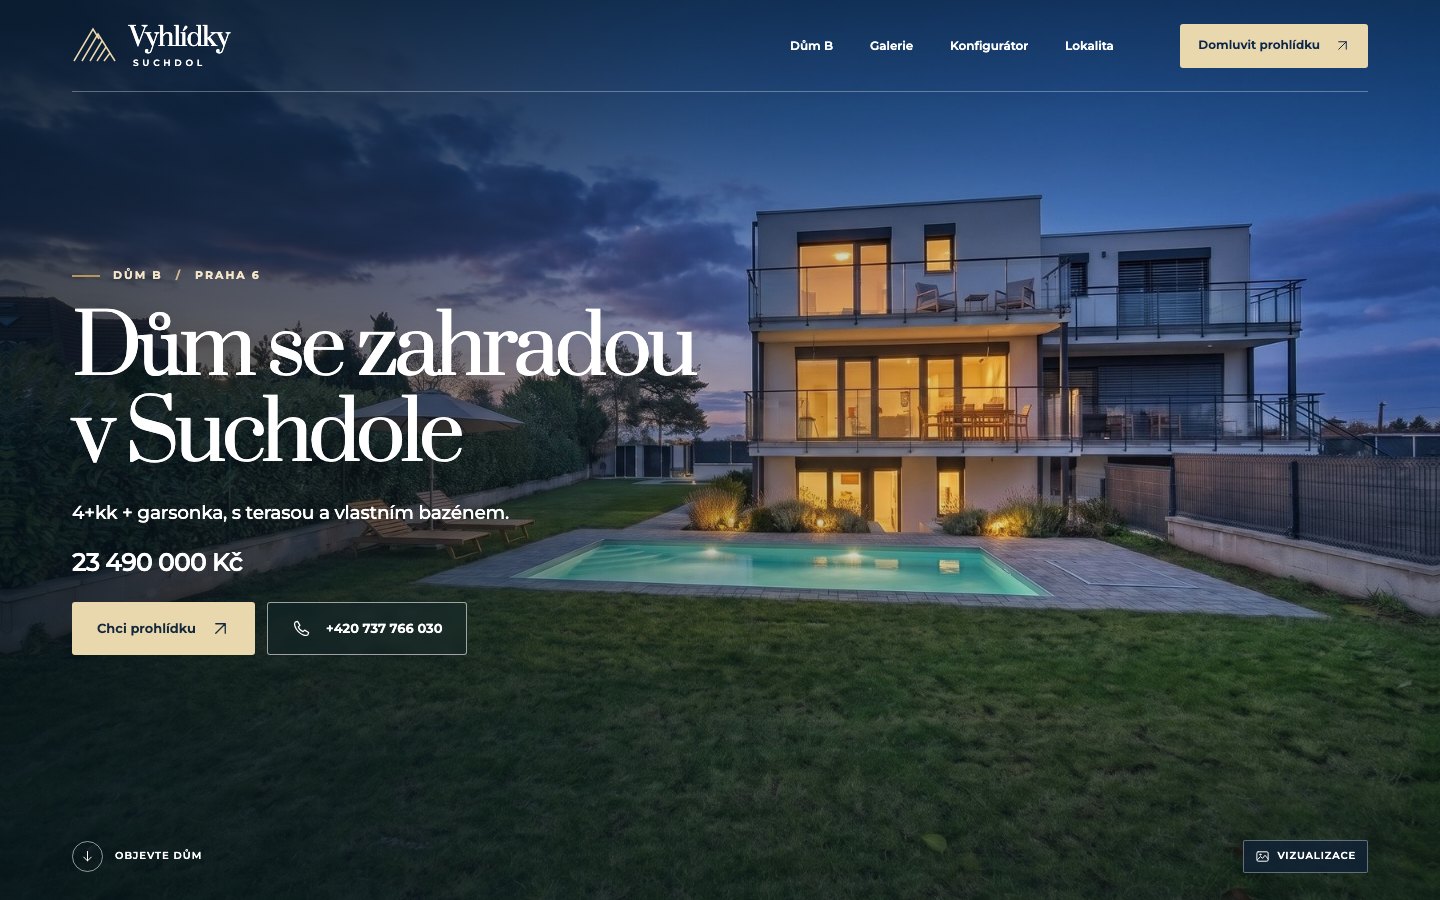 Vyhlídky
SUCHDOL
Dům B
Galerie
Konfigurátor
Lokalita
Domluvit prohlídku
DŮM B / PRAHA 6
Dům se zahradou
v Suchdole
4+kk + garsonka, s terasou a vlastním bazénem.
23 490 000 Kč
Chci prohlídku
+420 737 766 030
OBJEVTE DŮM
VIZUALIZACE